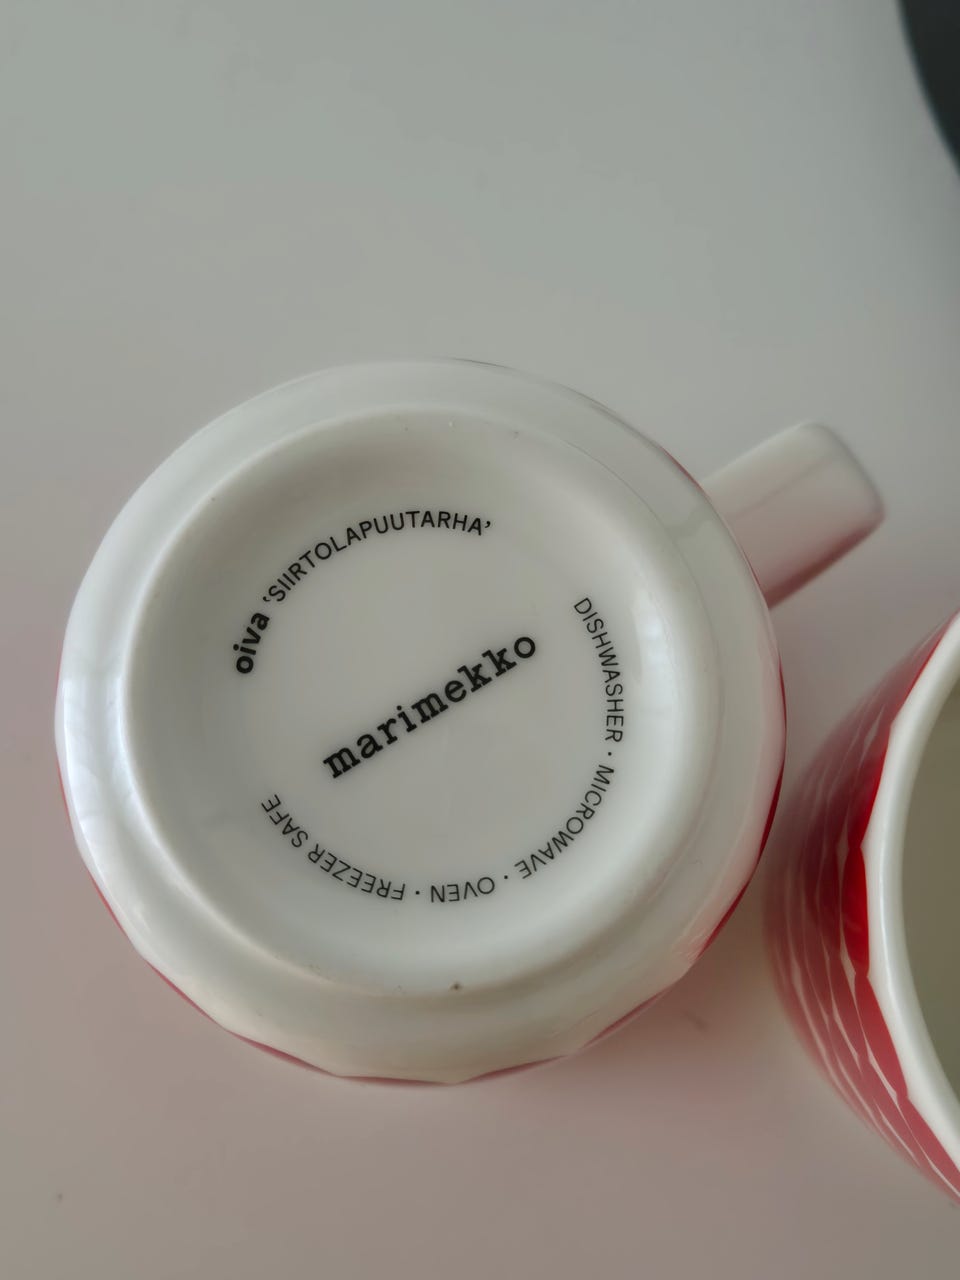 oiva ‘SIIRTOLAPUUTARHA’
marimekko
DISHWASHER · MICROWAVE · OVEN · FREEZER SAFE